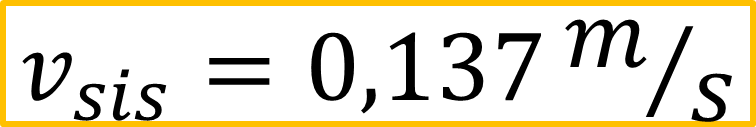 v_sis = 0,137 m/s